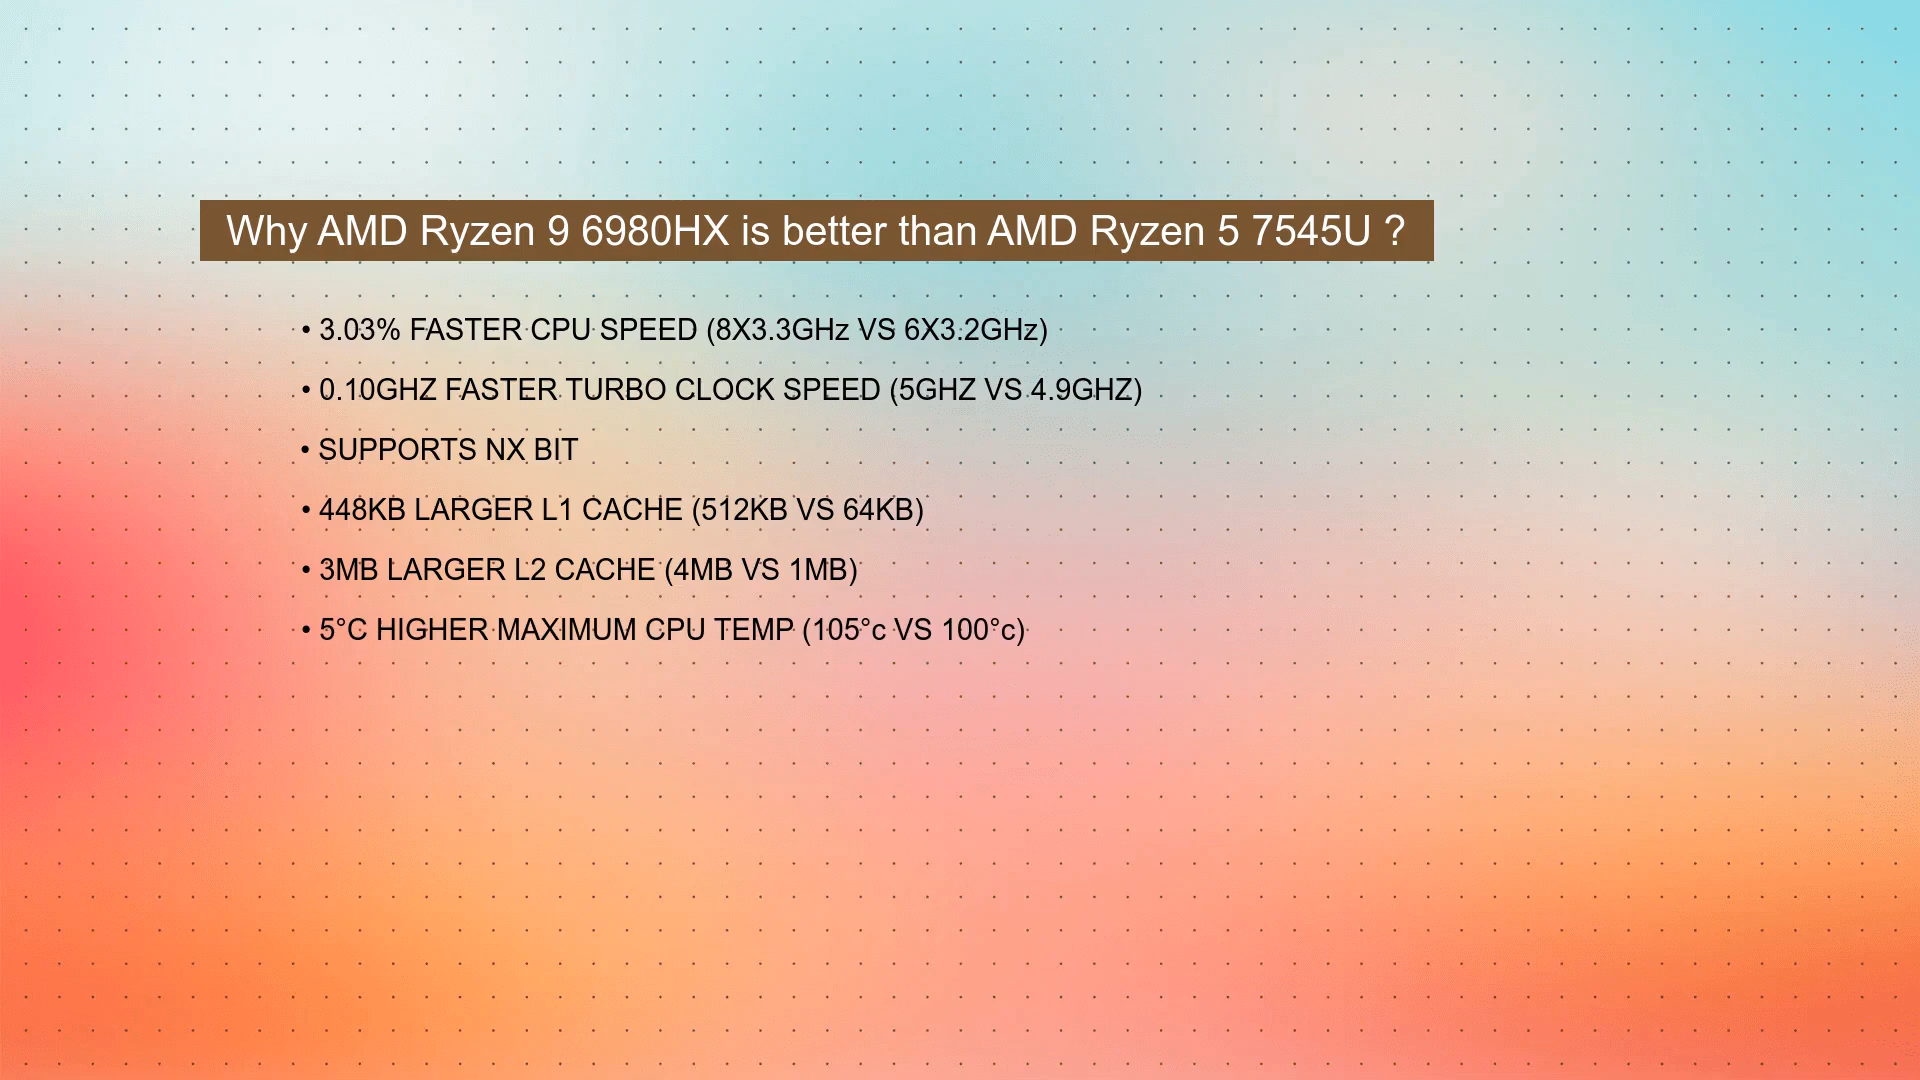 Why AMD Ryzen 9 6980HX is better than AMD Ryzen 5 7545U ?
• 3.03% FASTER CPU SPEED (8X3.3GHz VS 6X3.2GHz)
• 0.10GHZ FASTER TURBO CLOCK SPEED (5GHZ VS 4.9GHZ)
• SUPPORTS NX BIT
• 448KB LARGER L1 CACHE (512KB VS 64KB)
• 3MB LARGER L2 CACHE (4MB VS 1MB)
• 5°C HIGHER MAXIMUM CPU TEMP (105°c VS 100°c)